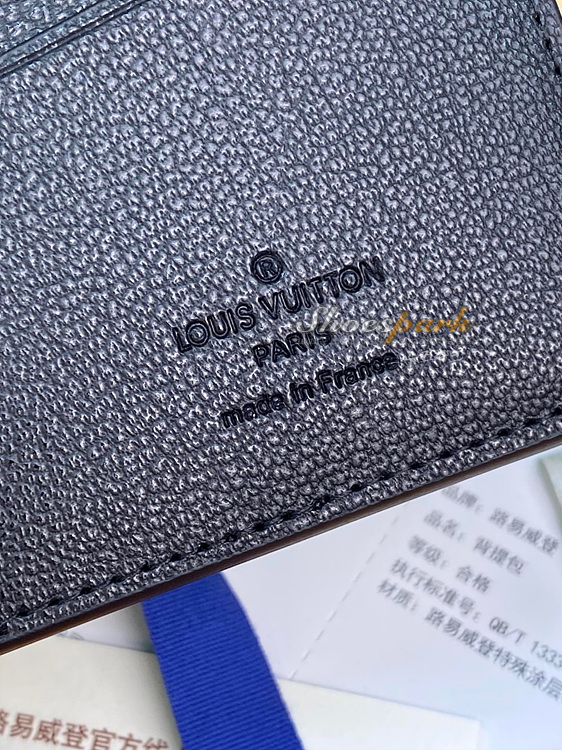 ®
LOUIS VUITTON
PARIS
made in France
Shoes park
品牌：路易威登
品名：背提包
等级：合格
执行标准号：QB/T 1333
材质：路易威登特殊涂层
路易威登官方线